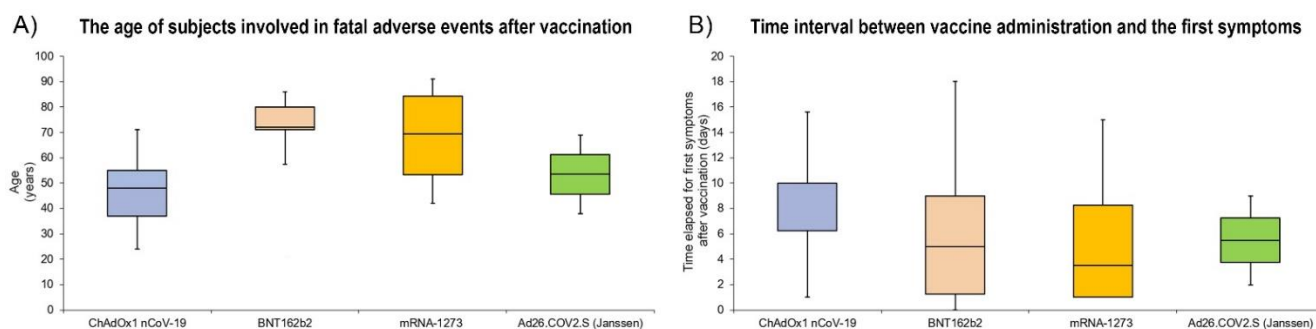 A) The age of subjects involved in fatal adverse events after vaccination
Age
(years)
100
90
80
70
60
50
40
30
20
10
0
ChAdOx1 nCoV-19 BNT162b2 mRNA-1273 Ad26.COV2.S (Janssen)
B) Time interval between vaccine administration and the first symptoms
Time elapsed for first symptoms
after vaccination (days)
20
18
16
14
12
10
8
6
4
2
0
ChAdOx1 nCoV-19 BNT162b2 mRNA-1273 Ad26.COV2.S (Janssen)